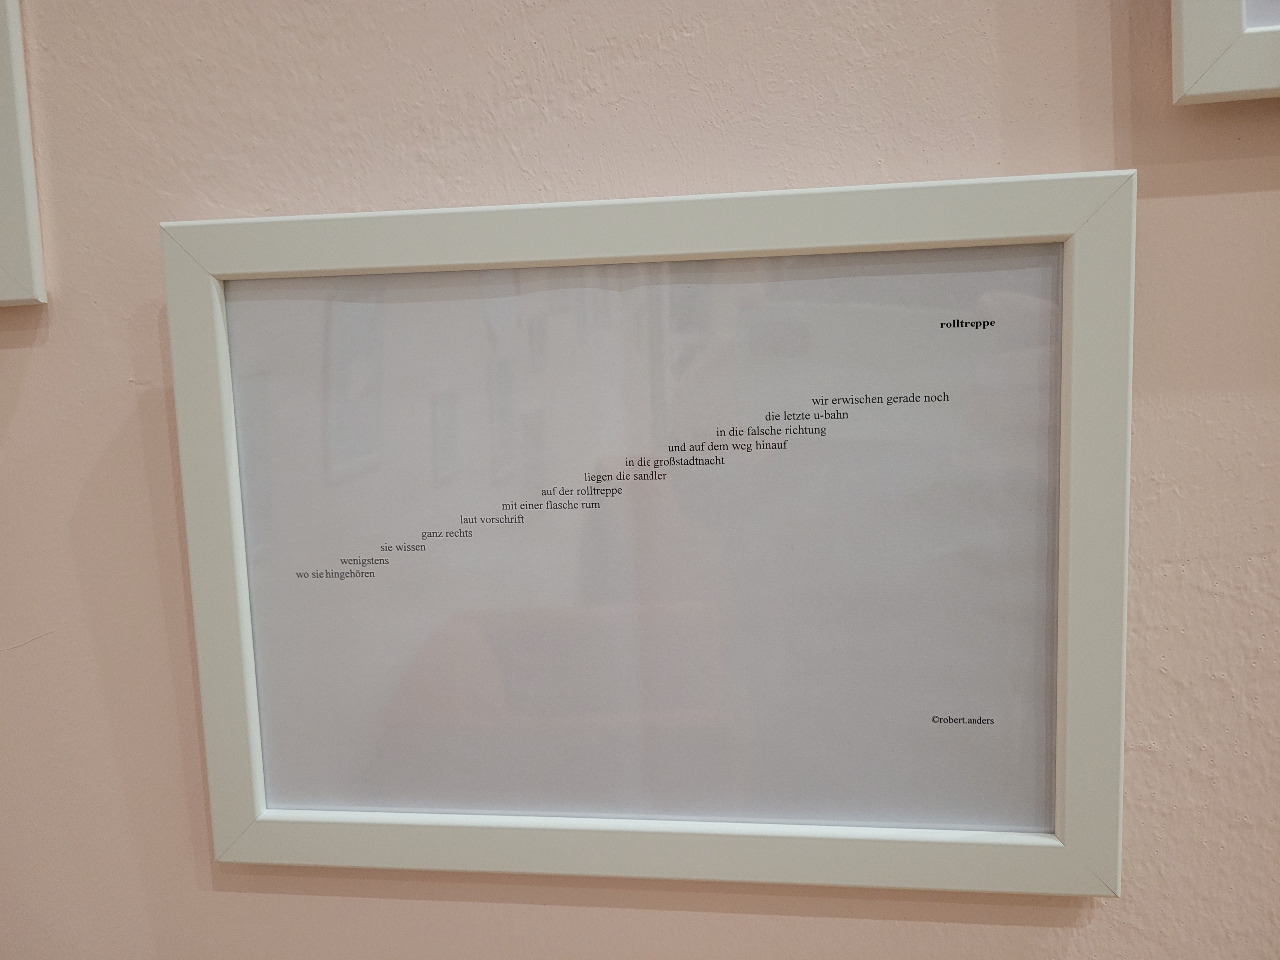 rolltreppe
wir erwischen gerade noch
die letzte u-bahn
in die falsche richtung
und auf dem weg hinauf
in die großstadtnacht
liegen die sandler
auf der rolltreppe
mit einer flasche rum
laut vorschrift
ganz rechts
sie wissen
wenigstens
wo sie hingehören
©robert.anders